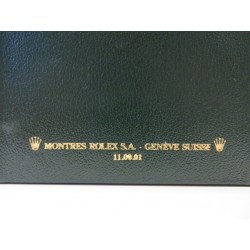 MONTRES ROLEX S.A. - GENÈVE SUISSE
11.00.01